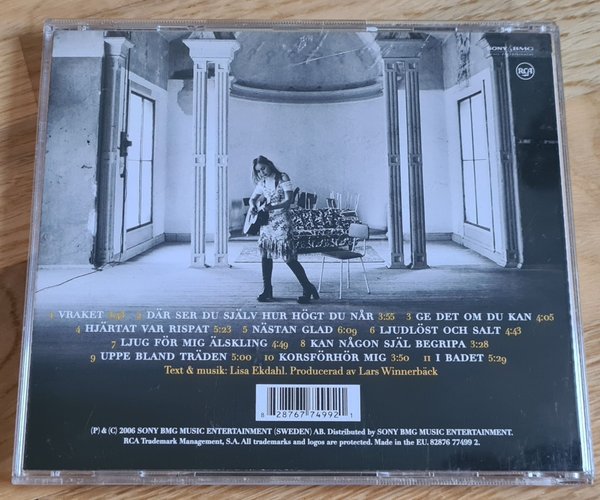 SONY BMG
RCA
1 VRAKET 4:43 2 DÄR SER DU SJÄLV HUR HÖGT DU NÅR 3:55 3 GE DET OM DU KAN 4:05
4 HJÄRTAT VAR RISPAT 5:23 5 NÄSTAN GLAD 6:09 6 LJUDLÖST OCH SALT 4:43
7 LJUG FÖR MIG ÄLSKLING 4:49 8 KAN NÅGON SJÄL BEGRIPA 3:28
9 UPPE BLAND TRÄDEN 5:00 10 KORSFÖRHÖR MIG 3:50 11 I BADET 5:29
Text & musik: Lisa Ekdahl. Producerad av Lars Winnerbäck.
8 28767 74992 1
(P) & (C) 2006 SONY BMG MUSIC ENTERTAINMENT (SWEDEN) AB. Distributed by SONY BMG MUSIC ENTERTAINMENT.
RCA Trademark Management, S.A. All trademarks and logos are protected. Made in the EU. 82876 77499 2.